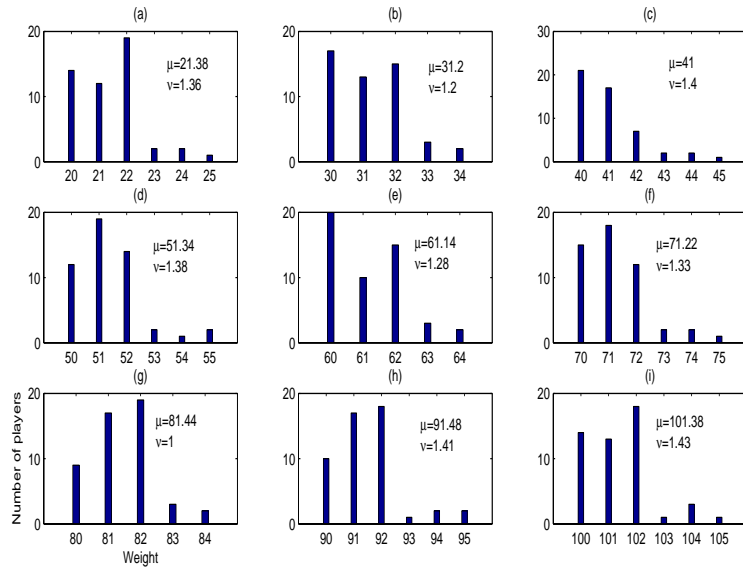 (a)
20
10
0
μ=21.38
ν=1.36
20 21 22 23 24 25
(b)
20
10
0
μ=31.2
ν=1.2
30 31 32 33 34
(c)
30
20
10
0
μ=41
ν=1.4
40 41 42 43 44 45
(d)
20
10
0
μ=51.34
ν=1.38
50 51 52 53 54 55
(e)
20
10
0
μ=61.14
ν=1.28
60 61 62 63 64
(f)
20
10
0
μ=71.22
ν=1.33
70 71 72 73 74 75
(g)
Number of players
20
10
0
μ=81.44
ν=1
80 81 82 83 84
Weight
(h)
20
10
0
μ=91.48
ν=1.41
90 91 92 93 94 95
(i)
20
10
0
μ=101.38
ν=1.43
100 101 102 103 104 105